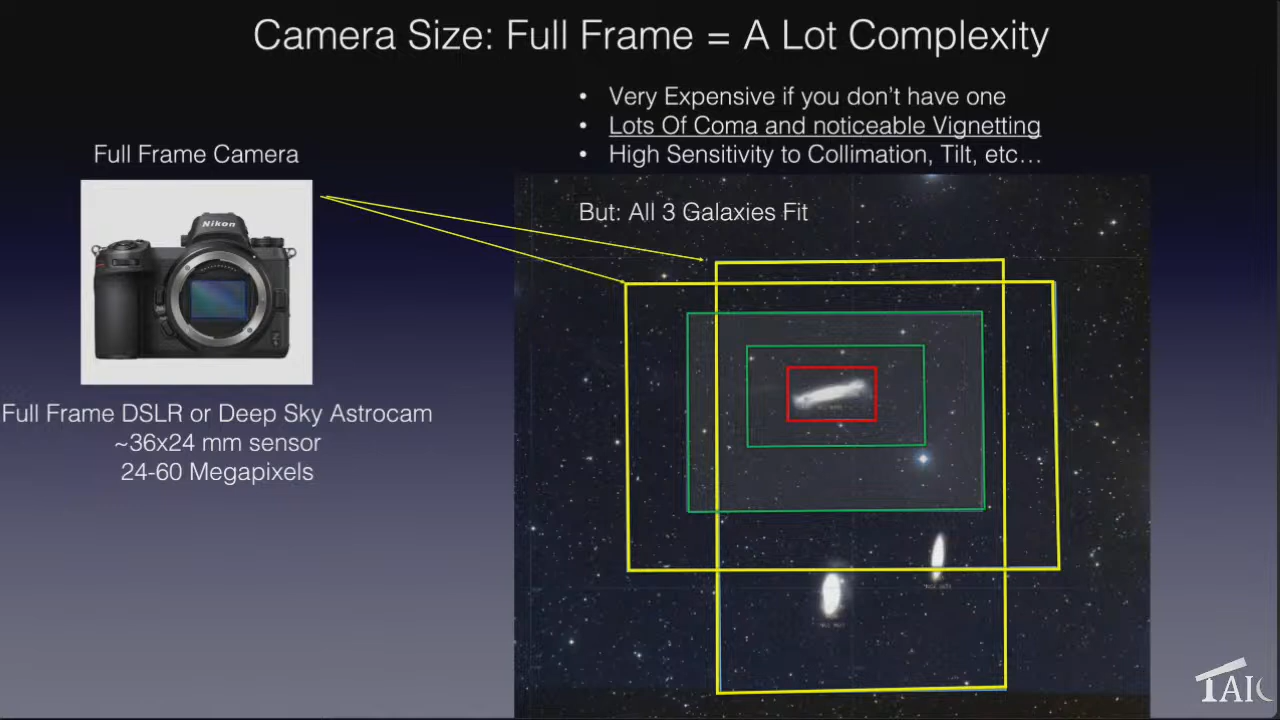 Camera Size: Full Frame = A Lot Complexity
• Very Expensive if you don't have one
• Lots Of Coma and noticeable Vignetting
• High Sensitivity to Collimation, Tilt, etc…
Full Frame Camera
Nikon
But: All 3 Galaxies Fit
Full Frame DSLR or Deep Sky Astrocam
~36x24 mm sensor
24-60 Megapixels
TAIC